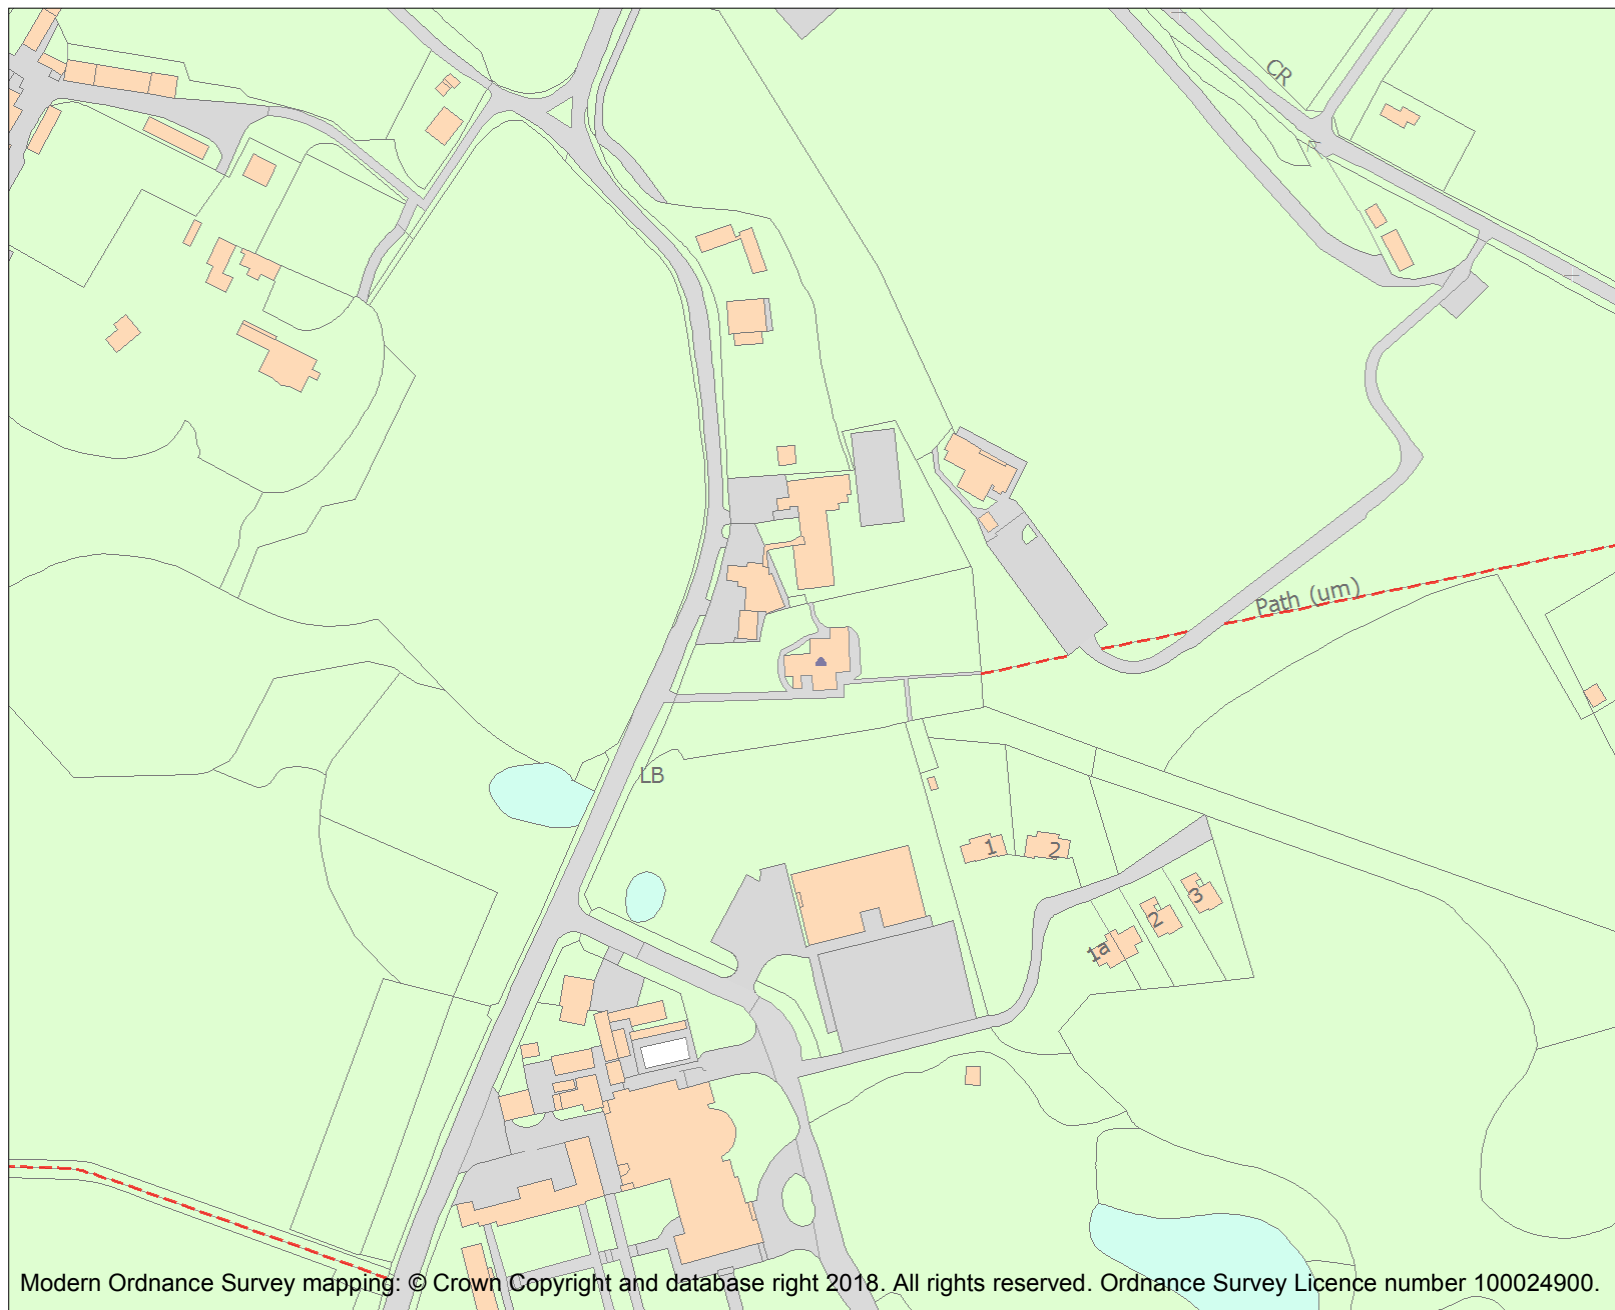 CR
Path (um)
LB
1
2
3
2
1a
Modern Ordnance Survey mapping: © Crown Copyright and database right 2018. All rights reserved. Ordnance Survey Licence number 100024900.